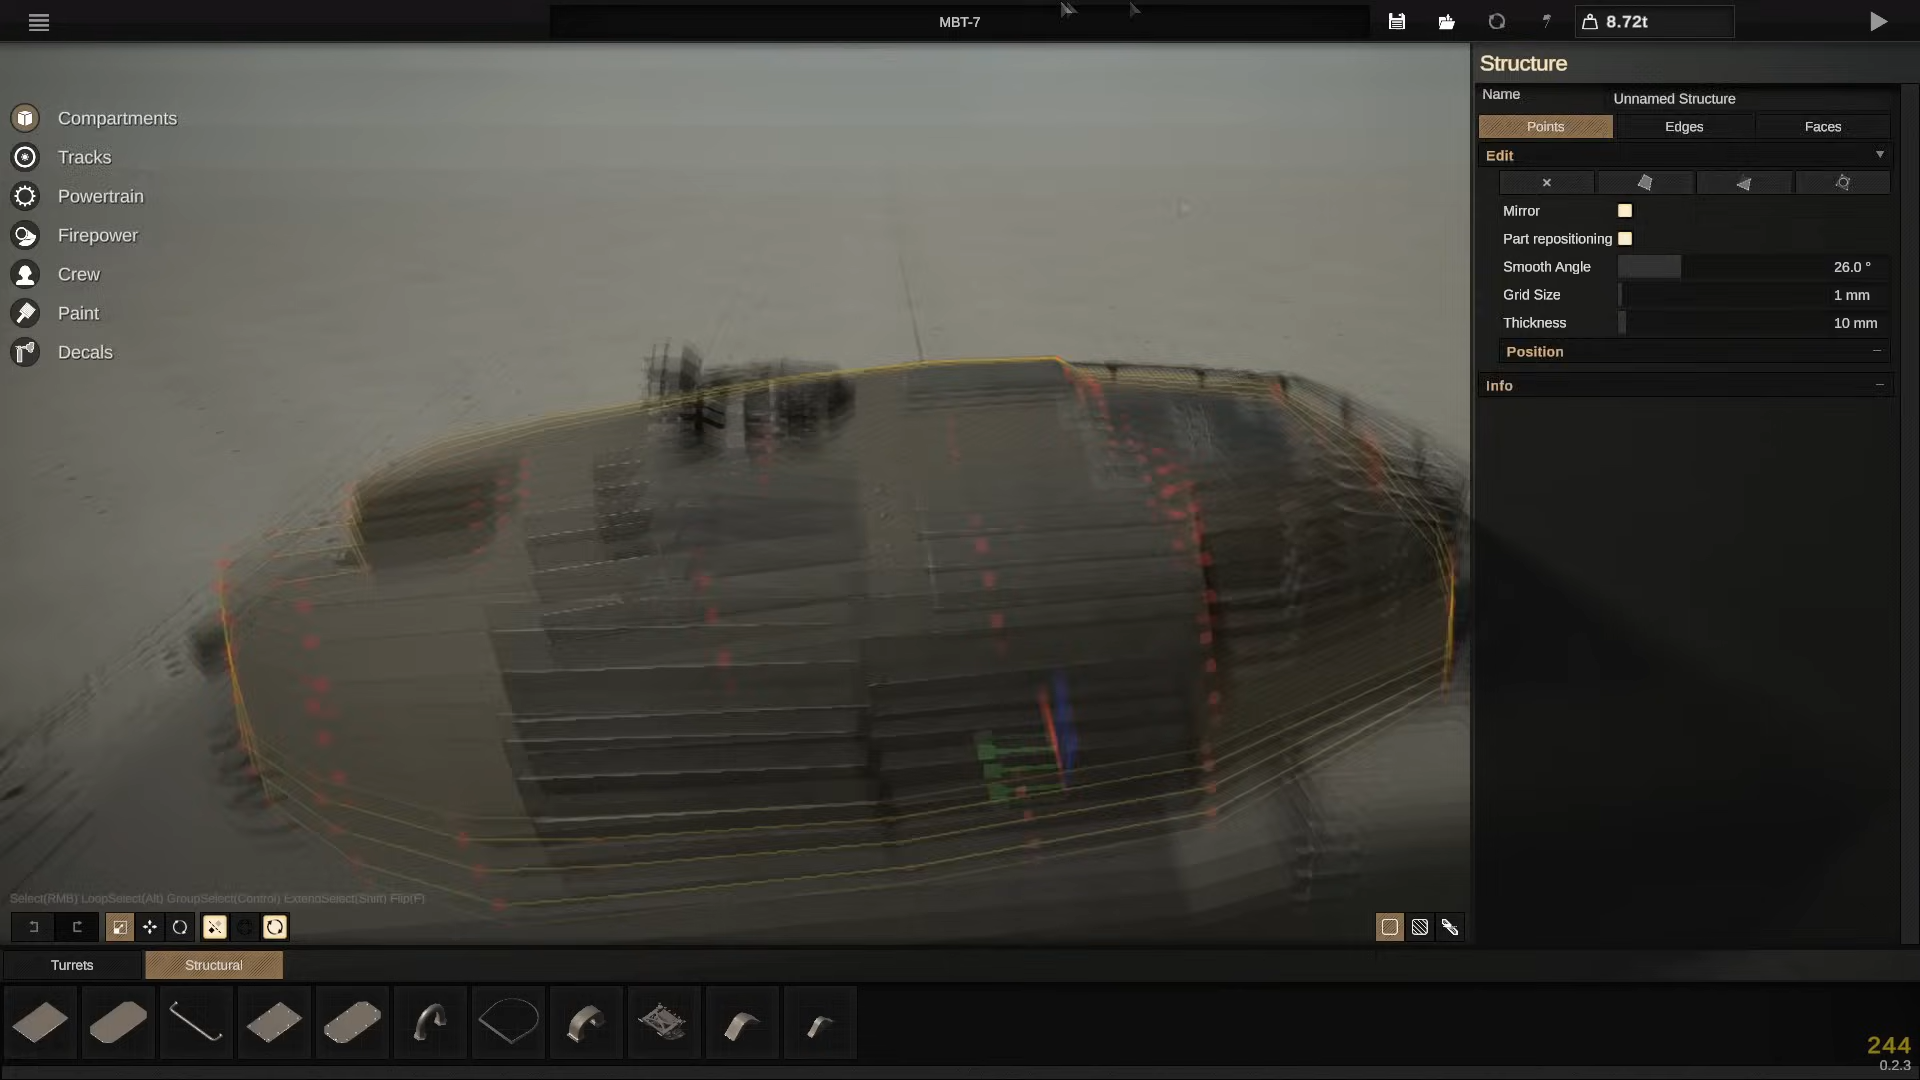 MBT-7
8.72t
Structure
Compartments
Tracks
Powertrain
Firepower
Crew
Paint
Decals
Name
Unnamed Structure
Points
Edges
Faces
Edit
Mirror
Part repositioning
Smooth Angle
26.0 °
Grid Size
1 mm
Thickness
10 mm
Position
Info
Select(RMB) LoopSelect(Alt) GroupSelect(Control) ExtendSelect(Shift) Flip(F)
Turrets
Structural
244
0.2.3